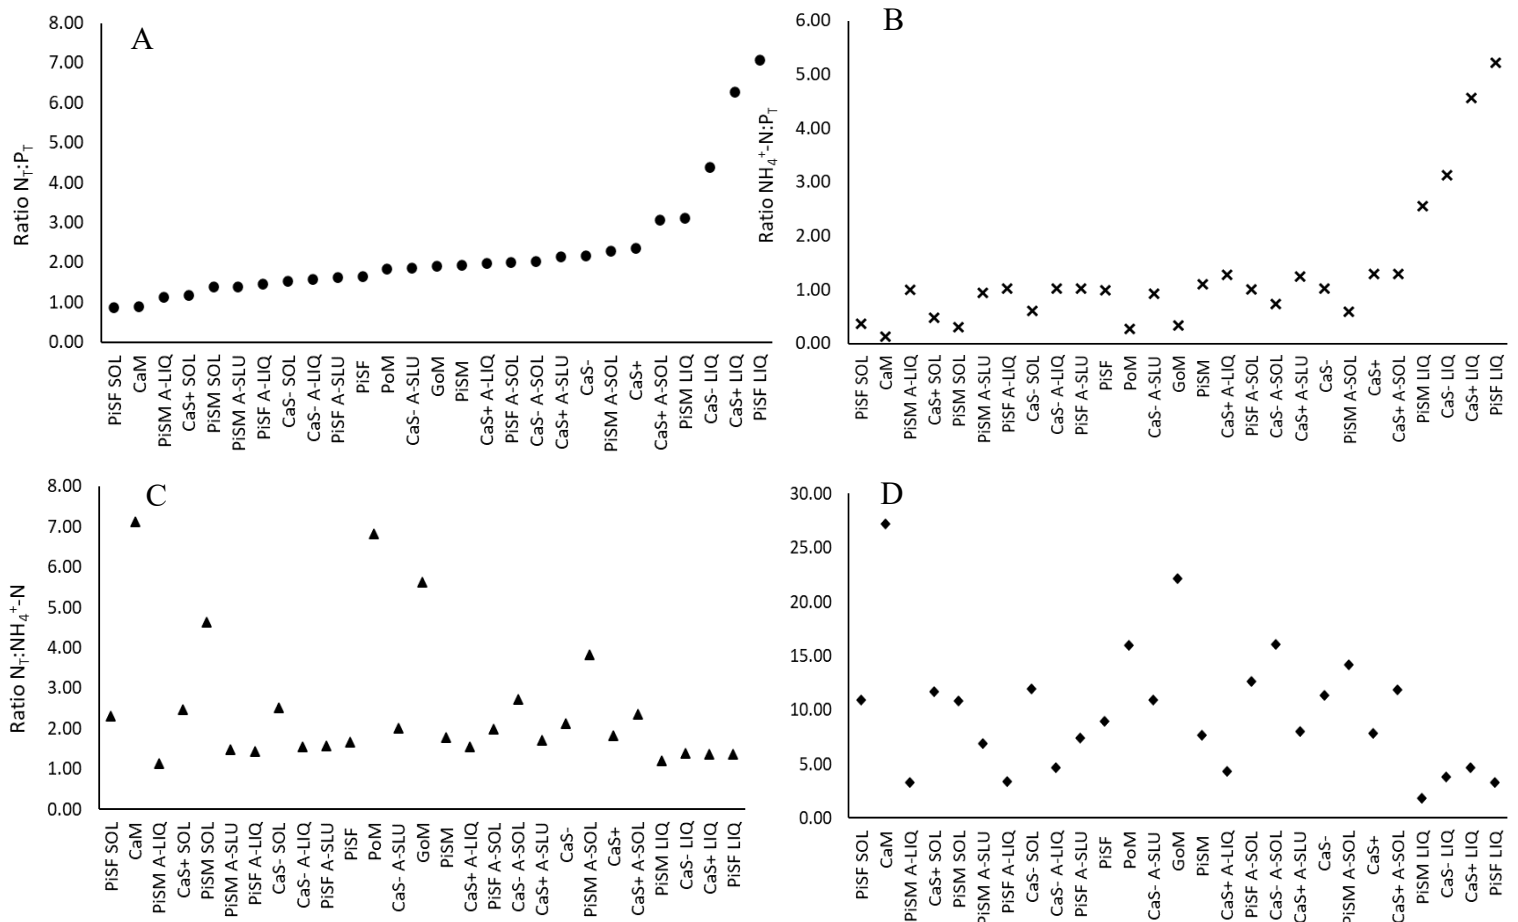 A
Ratio N_T:P_T
8.00
7.00
6.00
5.00
4.00
3.00
2.00
1.00
0.00
PiSF SOL
CaM
PiSM A-LIQ
CaS+ SOL
PiSM SOL
PiSM A-SLU
PiSF A-LIQ
CaS- SOL
CaS- A-LIQ
PiSF A-SLU
PiSF
PoM
CaS- A-SLU
GoM
PiSM
CaS+ A-LIQ
PiSF A-SOL
CaS- A-SOL
CaS+ A-SLU
CaS-
PiSM A-SOL
CaS+
CaS+ A-SOL
PiSM LIQ
CaS- LIQ
CaS+ LIQ
PiSF LIQ
B
Ratio NH₄⁺-N:P_T
6.00
5.00
4.00
3.00
2.00
1.00
0.00
PiSF SOL
CaM
PiSM A-LIQ
CaS+ SOL
PiSM SOL
PiSM A-SLU
PiSF A-LIQ
CaS- SOL
CaS- A-LIQ
PiSF A-SLU
PiSF
PoM
CaS- A-SLU
GoM
PiSM
CaS+ A-LIQ
PiSF A-SOL
CaS- A-SOL
CaS+ A-SLU
CaS-
PiSM A-SOL
CaS+
CaS+ A-SOL
PiSM LIQ
CaS- LIQ
CaS+ LIQ
PiSF LIQ
C
Ratio N_T:NH₄⁺-N
8.00
7.00
6.00
5.00
4.00
3.00
2.00
1.00
0.00
PiSF SOL
CaM
PiSM A-LIQ
CaS+ SOL
PiSM SOL
PiSM A-SLU
PiSF A-LIQ
CaS- SOL
CaS- A-LIQ
PiSF A-SLU
PiSF
PoM
CaS- A-SLU
GoM
PiSM
CaS+ A-LIQ
PiSF A-SOL
CaS- A-SOL
CaS+ A-SLU
CaS-
PiSM A-SOL
CaS+
CaS+ A-SOL
PiSM LIQ
CaS- LIQ
CaS+ LIQ
PiSF LIQ
D
30.00
25.00
20.00
15.00
10.00
5.00
0.00
PiSF SOL
CaM
PiSM A-LIQ
CaS+ SOL
PiSM SOL
PiSM A-SLU
PiSF A-LIQ
CaS- SOL
CaS- A-LIQ
PiSF A-SLU
PiSF
PoM
CaS- A-SLU
GoM
PiSM
CaS+ A-LIQ
PiSF A-SOL
CaS- A-SOL
CaS+ A-SLU
CaS-
PiSM A-SOL
CaS+
CaS+ A-SOL
PiSM LIQ
CaS- LIQ
CaS+ LIQ
PiSF LIQ